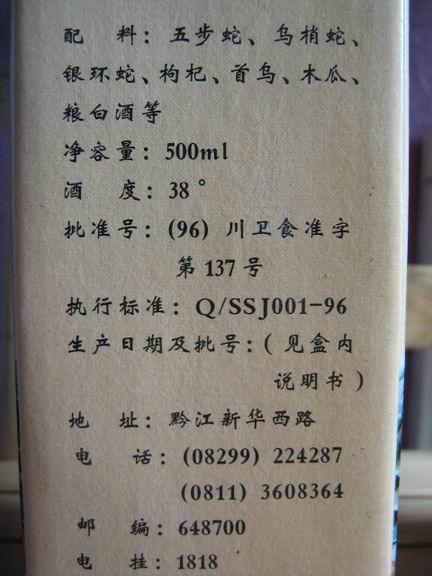 配 料：五步蛇、乌梢蛇、
银环蛇、枸杞、首乌、木瓜、
粮白酒等
净容量：500ml
酒 度：38°
批准号：(96) 川卫食准字
第 137 号
执行标准：Q/SSJ001-96
生产日期及批号：( 见盒内
说明书 )
地 址：黔江新华西路
电 话：(08299) 224287
(0811) 3608364
邮 编：648700
电 挂：1818